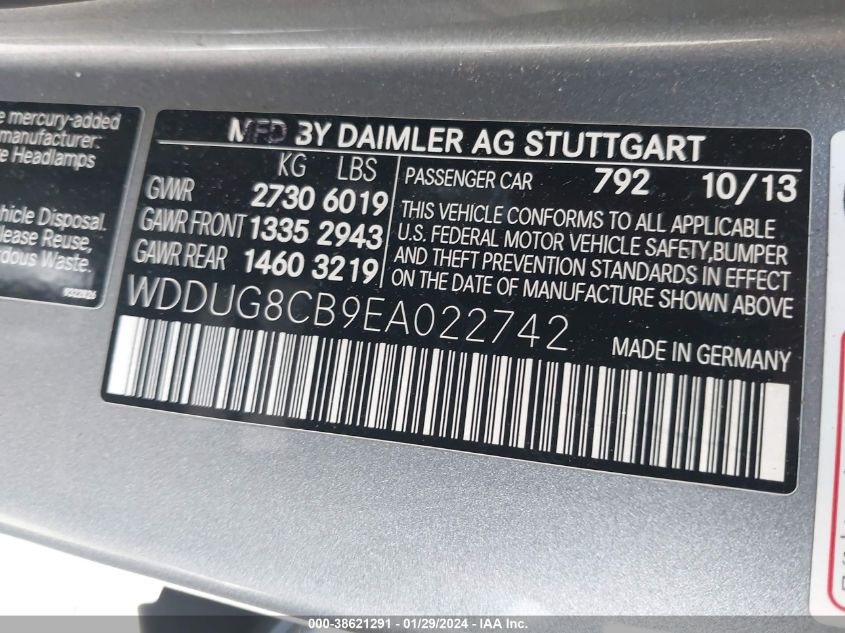 e mercury-added
manufacturer:
e Headlamps
hicle Disposal.
lease Reuse,
rdous Waste.
MFD BY DAIMLER AG STUTTGART
KG LBS
GVWR 2730 6019
GAWR FRONT 1335 2943
GAWR REAR 1460 3219
PASSENGER CAR 792 10/13
THIS VEHICLE CONFORMS TO ALL APPLICABLE
U.S. FEDERAL MOTOR VEHICLE SAFETY,BUMPER
AND THEFT PREVENTION STANDARDS IN EFFECT
ON THE DATE OF MANUFACTURE SHOWN ABOVE
WDDUG8CB9EA022742
MADE IN GERMANY
000-38621291 - 01/29/2024 - IAAI - Copart Inc.